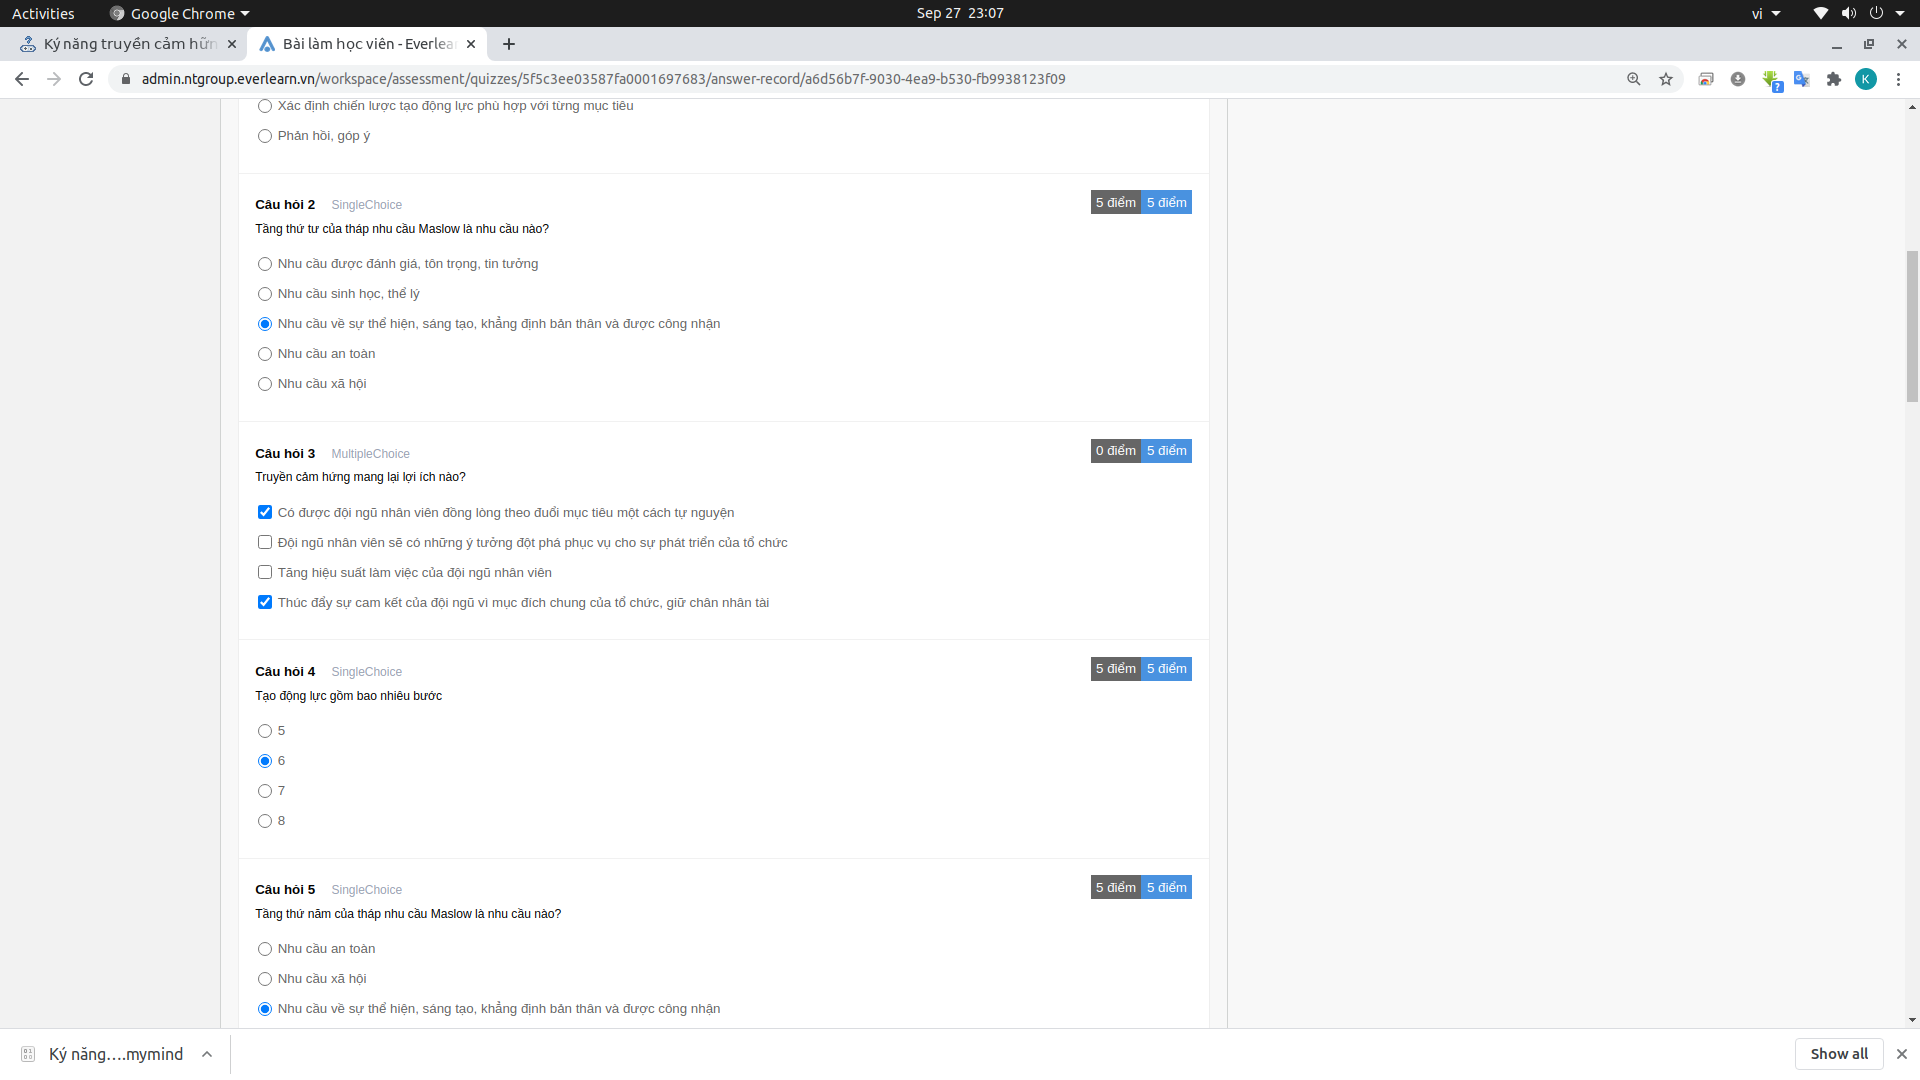 Activities
Google Chrome
Sep 27 23:07
vi
Kỹ năng truyền cảm hứn
Bài làm học viên - Everlear
admin.ntgroup.everlearn.vn/workspace/assessment/quizzes/5f5c3ee03587fa0001697683/answer-record/a6d56b7f-9030-4ea9-b530-fb9938123f09
K
Xác định chiến lược tạo động lực phù hợp với từng mục tiêu
Phản hồi, góp ý
Câu hỏi 2 SingleChoice 5 điểm 5 điểm
Tầng thứ tư của tháp nhu cầu Maslow là nhu cầu nào?
Nhu cầu được đánh giá, tôn trọng, tin tưởng
Nhu cầu sinh học, thể lý
Nhu cầu về sự thể hiện, sáng tạo, khẳng định bản thân và được công nhận
Nhu cầu an toàn
Nhu cầu xã hội
Câu hỏi 3 MultipleChoice 0 điểm 5 điểm
Truyền cảm hứng mang lại lợi ích nào?
Có được đội ngũ nhân viên đồng lòng theo đuổi mục tiêu một cách tự nguyện
Đội ngũ nhân viên sẽ có những ý tưởng đột phá phục vụ cho sự phát triển của tổ chức
Tăng hiệu suất làm việc của đội ngũ nhân viên
Thúc đẩy sự cam kết của đội ngũ vì mục đích chung của tổ chức, giữ chân nhân tài
Câu hỏi 4 SingleChoice 5 điểm 5 điểm
Tạo động lực gồm bao nhiêu bước
5
6
7
8
Câu hỏi 5 SingleChoice 5 điểm 5 điểm
Tầng thứ năm của tháp nhu cầu Maslow là nhu cầu nào?
Nhu cầu an toàn
Nhu cầu xã hội
Nhu cầu về sự thể hiện, sáng tạo, khẳng định bản thân và được công nhận
Kỹ năng....mymind
Show all